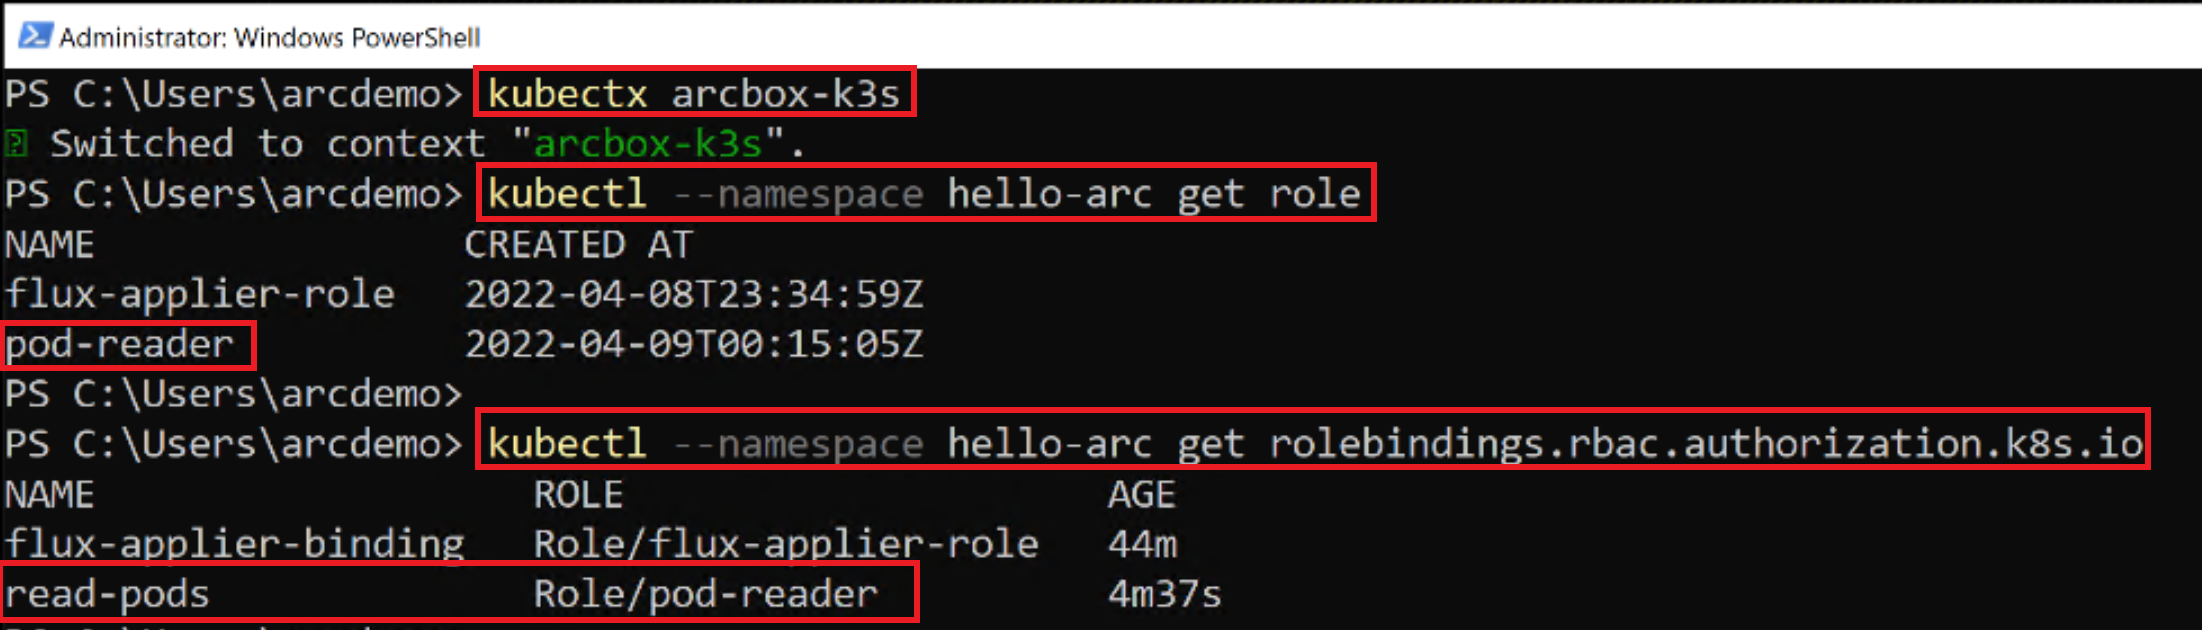 Administrator: Windows PowerShell
PS C:\Users\arcdemo> kubectx arcbox-k3s
Switched to context "arcbox-k3s".
PS C:\Users\arcdemo> kubectl --namespace hello-arc get role
NAME CREATED AT
flux-applier-role 2022-04-08T23:34:59Z
pod-reader 2022-04-09T00:15:05Z
PS C:\Users\arcdemo>
PS C:\Users\arcdemo> kubectl --namespace hello-arc get rolebindings.rbac.authorization.k8s.io
NAME ROLE AGE
flux-applier-binding Role/flux-applier-role 44m
read-pods Role/pod-reader 4m37s